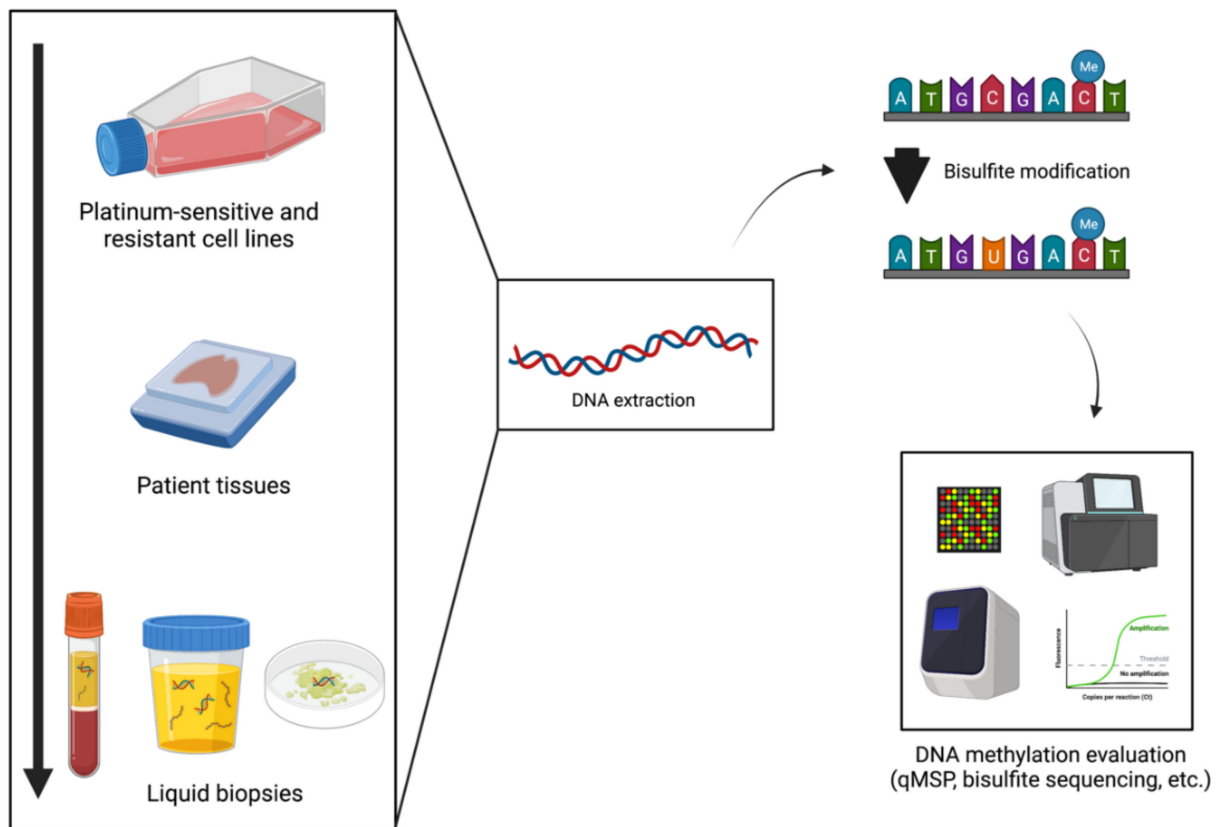 Platinum-sensitive and
resistant cell lines
Patient tissues
Liquid biopsies
DNA extraction
Me
A T G C G A C T
Bisulfite modification
Me
A T G U G A C T
Fluorescence
Amplification
Threshold
No amplification
Copies per reaction (Ct)
DNA methylation evaluation
(qMSP, bisulfite sequencing, etc.)